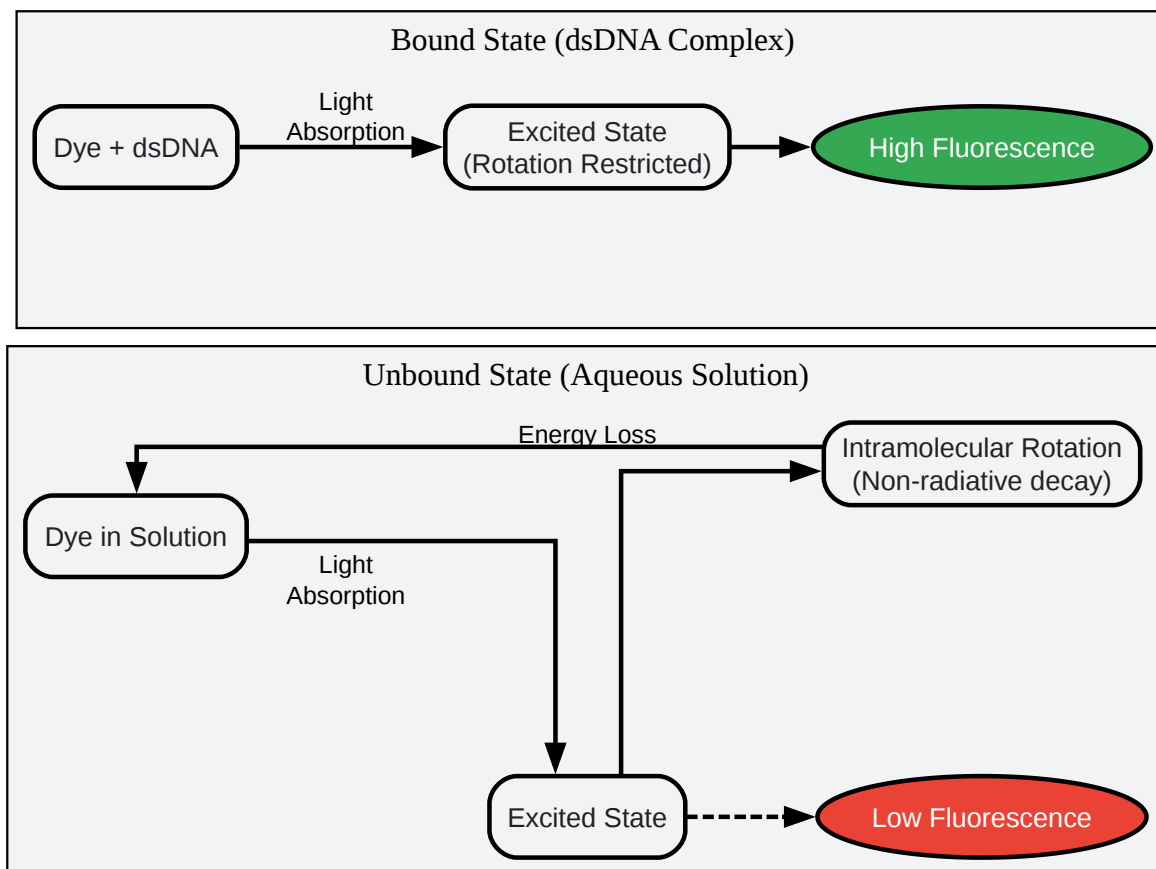 Bound State (dsDNA Complex)
Dye + dsDNA
Light
Absorption
Excited State
(Rotation Restricted)
High Fluorescence
Unbound State (Aqueous Solution)
Energy Loss
Intramolecular Rotation
(Non-radiative decay)
Dye in Solution
Light
Absorption
Excited State
Low Fluorescence